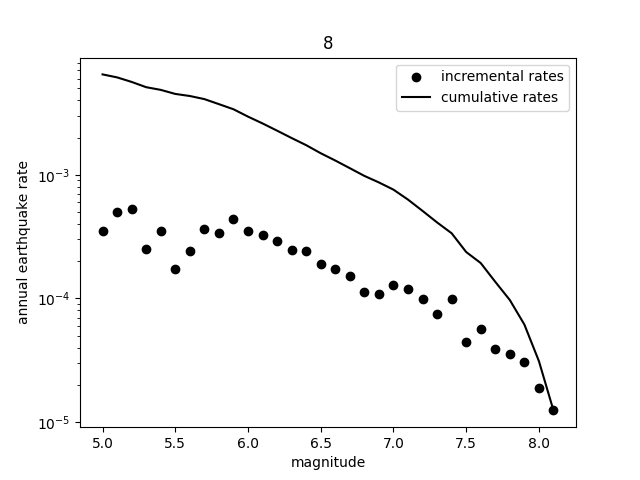 8
incremental rates
cumulative rates
annual earthquake rate
10⁻³
10⁻⁴
10⁻⁵
5.0 5.5 6.0 6.5 7.0 7.5 8.0
magnitude